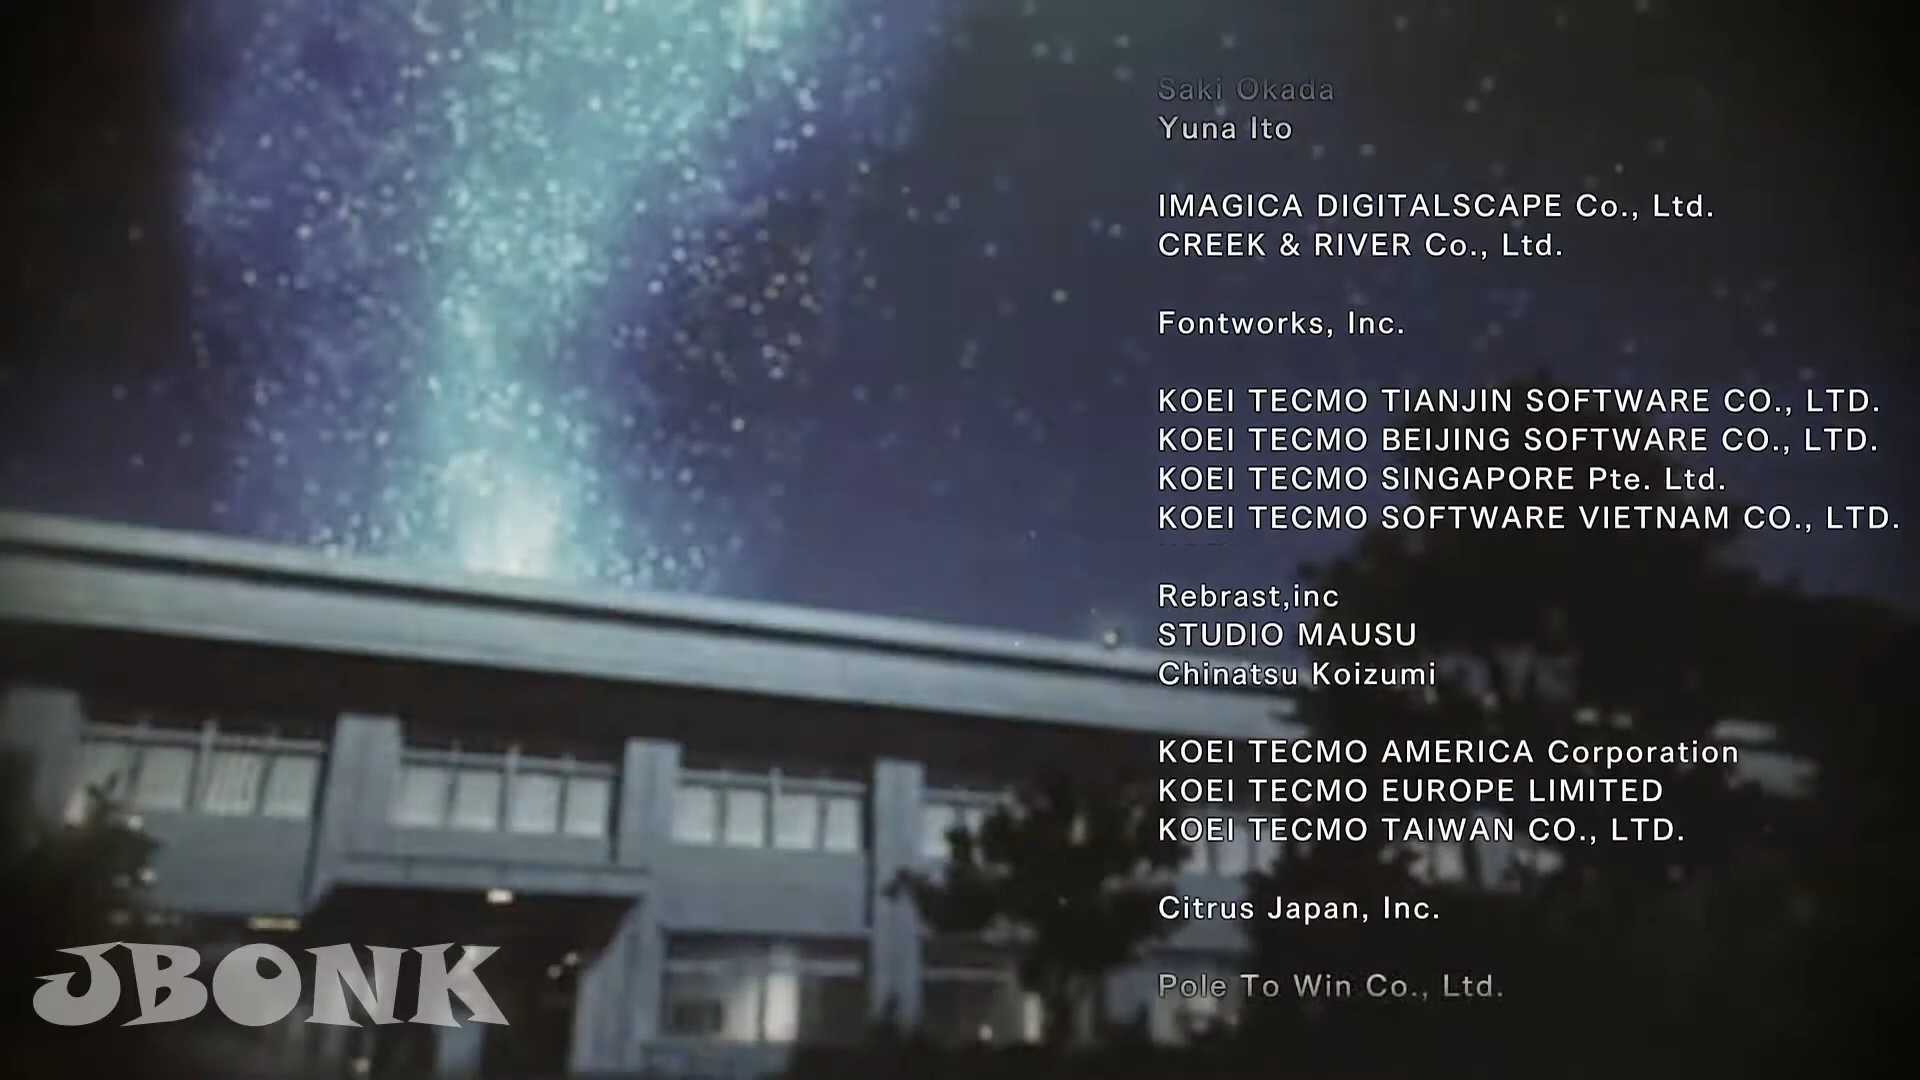 Saki Okada
Yuna Ito
IMAGICA DIGITALSCAPE Co., Ltd.
CREEK & RIVER Co., Ltd.
Fontworks, Inc.
KOEI TECMO TIANJIN SOFTWARE CO., LTD.
KOEI TECMO BEIJING SOFTWARE CO., LTD.
KOEI TECMO SINGAPORE Pte. Ltd.
KOEI TECMO SOFTWARE VIETNAM CO., LTD.
Rebrast,inc
STUDIO MAUSU
Chinatsu Koizumi
KOEI TECMO AMERICA Corporation
KOEI TECMO EUROPE LIMITED
KOEI TECMO TAIWAN CO., LTD.
Citrus Japan, Inc.
Pole To Win Co., Ltd.
JBONK